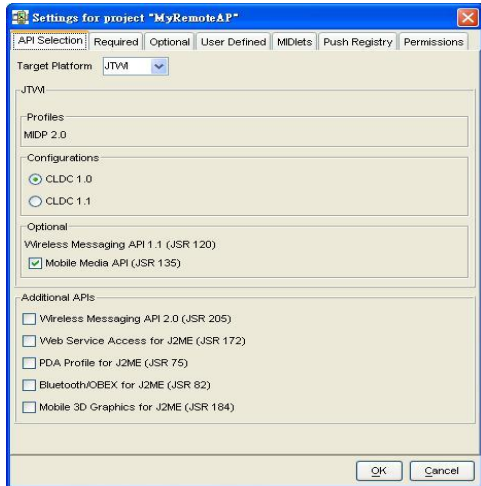 Settings for project "MyRemoteAP"
API Selection Required Optional User Defined MIDlets Push Registry Permissions
Target Platform JTWI
JTWI
Profiles
MIDP 2.0
Configurations
CLDC 1.0
CLDC 1.1
Optional
Wireless Messaging API 1.1 (JSR 120)
Mobile Media API (JSR 135)
Additional APIs
Wireless Messaging API 2.0 (JSR 205)
Web Service Access for J2ME (JSR 172)
PDA Profile for J2ME (JSR 75)
Bluetooth/OBEX for J2ME (JSR 82)
Mobile 3D Graphics for J2ME (JSR 184)
OK Cancel